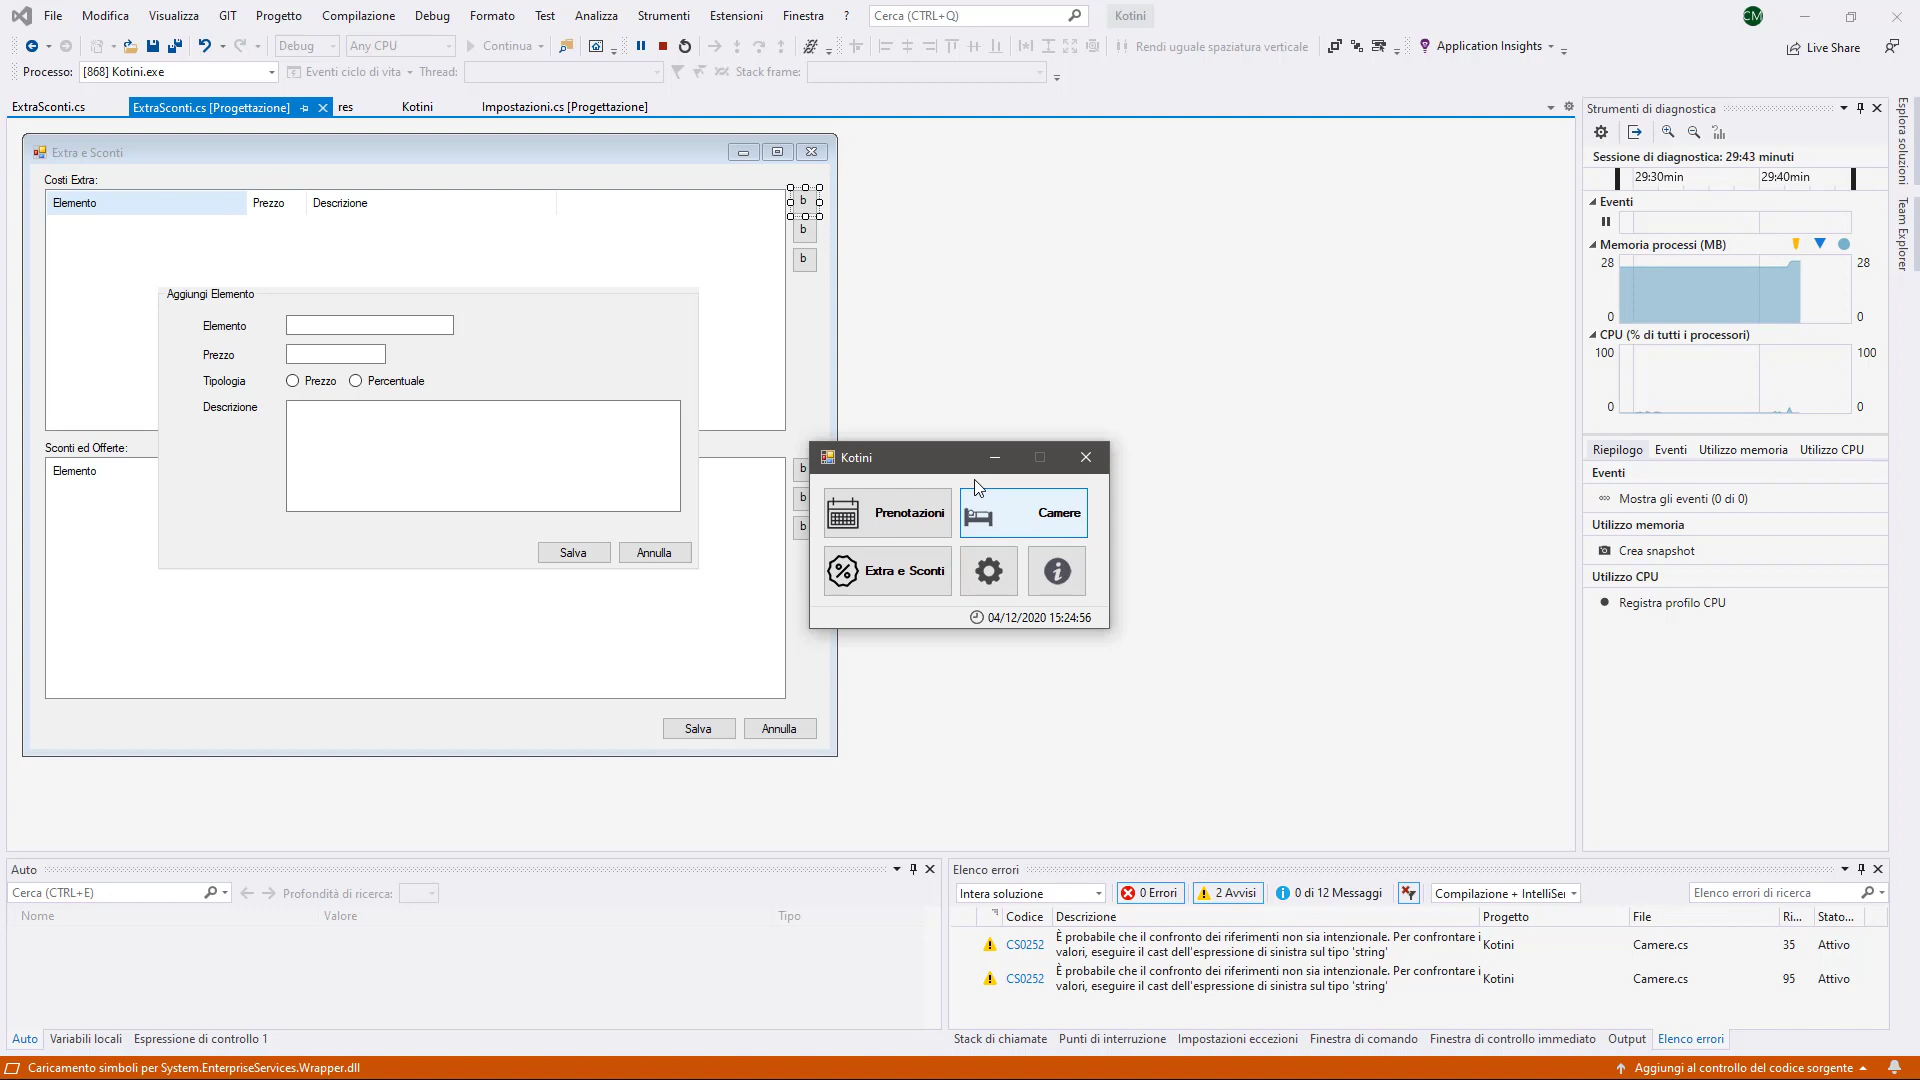 File Modifica Visualizza GIT Progetto Compilazione Debug Formato Test Analizza Strumenti Estensioni Finestra ? Cerca (CTRL+Q) Kotini CM
Debug Any CPU Continua Rendi uguale spaziatura verticale Application Insights Live Share
Processo: [868] Kotini.exe Eventi ciclo di vita Thread: Stack frame:
ExtraSconti.cs ExtraSconti.cs [Progettazione] res Kotini Impostazioni.cs [Progettazione]
Extra e Sconti
Costi Extra:
Elemento Prezzo Descrizione
b
b
b
Aggiungi Elemento
Elemento
Prezzo
Tipologia Prezzo Percentuale
Descrizione
Salva Annulla
Sconti ed Offerte:
Elemento
b
b
b
Salva Annulla
Kotini
Prenotazioni Camere
Extra e Sconti
04/12/2020 15:24:56
Strumenti di diagnostica
Sessione di diagnostica: 29:43 minuti
29:30min 29:40min
Eventi
Memoria processi (MB)
28 28
0 0
CPU (% di tutti i processori)
100 100
0 0
Riepilogo Eventi Utilizzo memoria Utilizzo CPU
Eventi
Mostra gli eventi (0 di 0)
Utilizzo memoria
Crea snapshot
Utilizzo CPU
Registra profilo CPU
Esplora soluzioni
Team Explorer
Auto
Cerca (CTRL+E) Profondità di ricerca:
Nome Valore Tipo
Auto Variabili locali Espressione di controllo 1
Elenco errori
Intera soluzione 0 Errori 2 Avvisi 0 di 12 Messaggi Compilazione + IntelliSer Elenco errori di ricerca
Codice Descrizione Progetto File Ri... Stato...
CS0252 È probabile che il confronto dei riferimenti non sia intenzionale. Per confrontare i valori, eseguire il cast dell'espressione di sinistra sul tipo 'string' Kotini Camere.cs 35 Attivo
CS0252 È probabile che il confronto dei riferimenti non sia intenzionale. Per confrontare i valori, eseguire il cast dell'espressione di sinistra sul tipo 'string' Kotini Camere.cs 95 Attivo
Stack di chiamate Punti di interruzione Impostazioni eccezioni Finestra di comando Finestra di controllo immediato Output Elenco errori
Caricamento simboli per System.EnterpriseServices.Wrapper.dll Aggiungi al controllo del codice sorgente